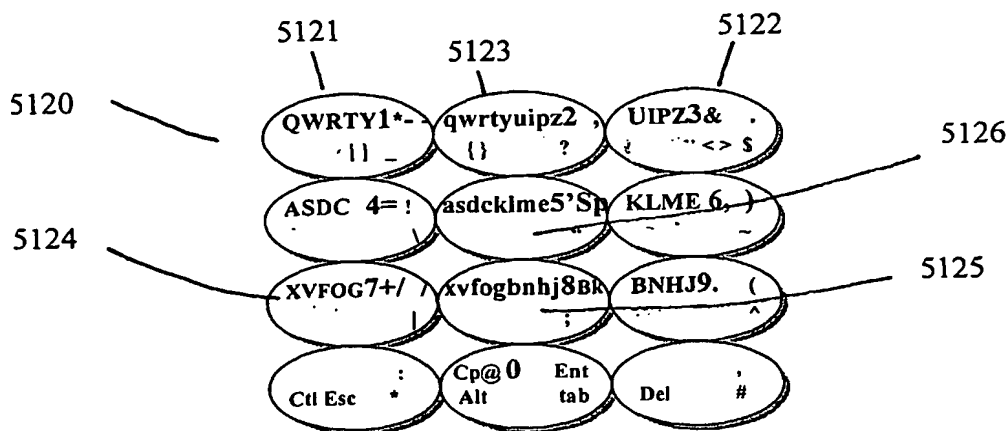 5121 5123 5122
5120
QWRTY1*- - qwrtyuipz2 , UIPZ3& .
[] _ {} ? ¿ <> $
5126
ASDC 4= ! asdcklme5'Sp KLME 6, )
\ “ ~
5124
XVFOG7+/ / xvfogbnhj8Bk BNHJ9. (
| ; ^
5125
: Cp@ 0 Ent ,
Ctl Esc * Alt tab Del #